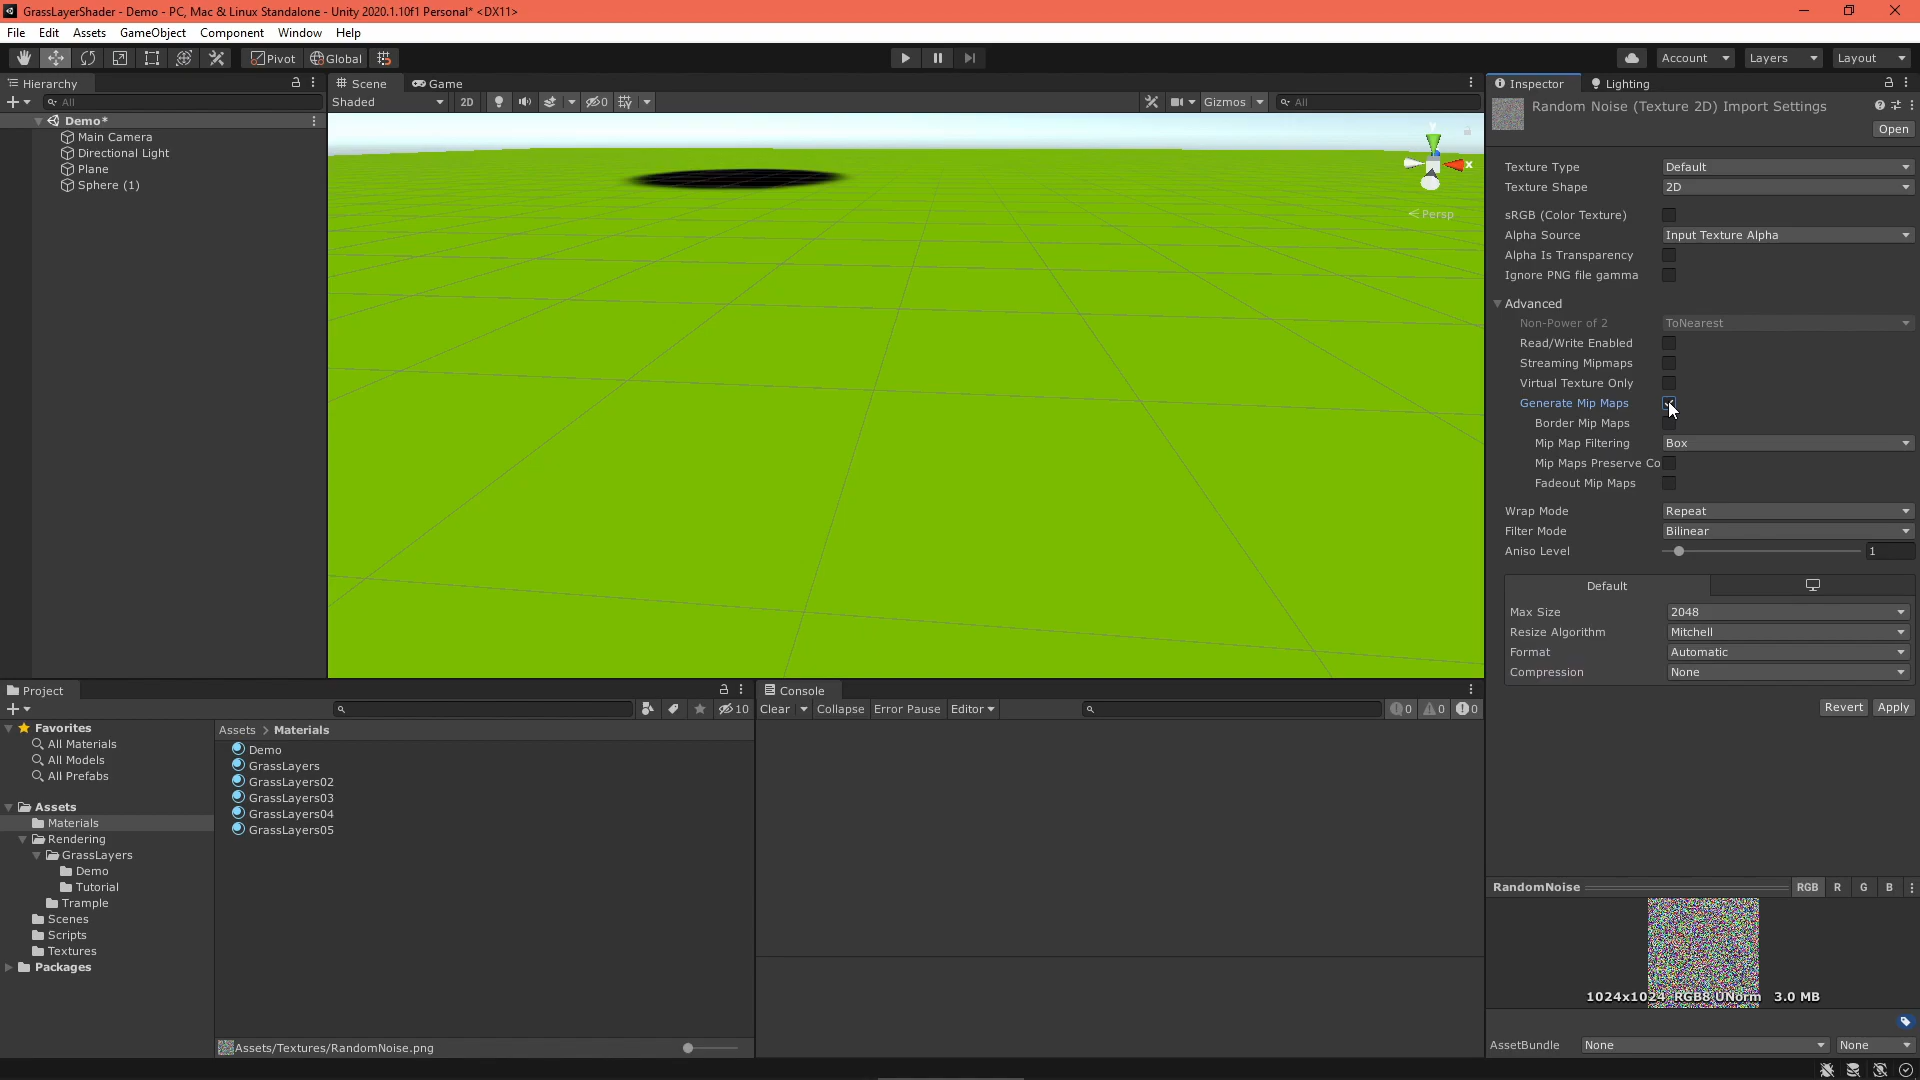 GrassLayerShader - Demo - PC, Mac & Linux Standalone - Unity 2020.1.10f1 Personal* <DX11>
File Edit Assets GameObject Component Window Help
Pivot Global Account Layers Layout
Hierarchy
All
Demo*
Main Camera
Directional Light
Plane
Sphere (1)
Scene Game
Shaded 2D 0 Gizmos All
y
x
Persp
Inspector Lighting
Random Noise (Texture 2D) Import Settings
Open
Texture Type Default
Texture Shape 2D
sRGB (Color Texture)
Alpha Source Input Texture Alpha
Alpha Is Transparency
Ignore PNG file gamma
Advanced
Non-Power of 2 ToNearest
Read/Write Enabled
Streaming Mipmaps
Virtual Texture Only
Generate Mip Maps
Border Mip Maps
Mip Map Filtering Box
Mip Maps Preserve Co
Fadeout Mip Maps
Wrap Mode Repeat
Filter Mode Bilinear
Aniso Level 1
Default
Max Size 2048
Resize Algorithm Mitchell
Format Automatic
Compression None
Revert Apply
Project
10
Favorites
All Materials
All Models
All Prefabs
Assets
Materials
Rendering
GrassLayers
Demo
Tutorial
Trample
Scenes
Scripts
Textures
Packages
Assets > Materials
Demo
GrassLayers
GrassLayers02
GrassLayers03
GrassLayers04
GrassLayers05
Assets/Textures/RandomNoise.png
Console
Clear Collapse Error Pause Editor 0 0 0
RandomNoise RGB R G B
1024x1024 RGB8 UNorm 3.0 MB
AssetBundle None None